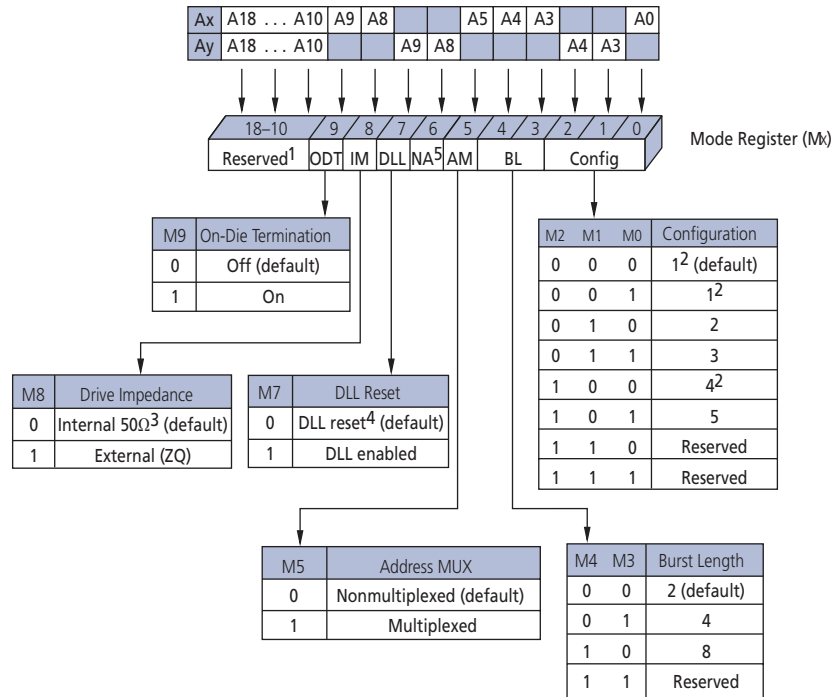 Ax A18 ... A10 A9 A8 A5 A4 A3 A0
Ay A18 ... A10 A9 A8 A4 A3
18–10 9 8 7 6 5 4 3 2 1 0
Reserved1 ODT IM DLL NA5 AM BL Config
Mode Register (Mx)
M9 On-Die Termination
0 Off (default)
1 On
M2 M1 M0 Configuration
0 0 0 1² (default)
0 0 1 1²
0 1 0 2
0 1 1 3
1 0 0 4²
1 0 1 5
1 1 0 Reserved
1 1 1 Reserved
M8 Drive Impedance
0 Internal 50Ω³ (default)
1 External (ZQ)
M7 DLL Reset
0 DLL reset⁴ (default)
1 DLL enabled
M5 Address MUX
0 Nonmultiplexed (default)
1 Multiplexed
M4 M3 Burst Length
0 0 2 (default)
0 1 4
1 0 8
1 1 Reserved